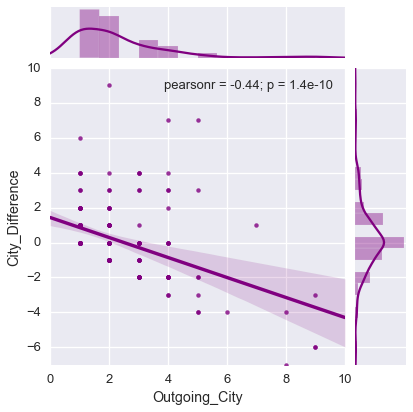 pearsonr = -0.44; p = 1.4e-10
10
8
6
4
2
0
−2
−4
−6
City_Difference
0 2 4 6 8 10
Outgoing_City